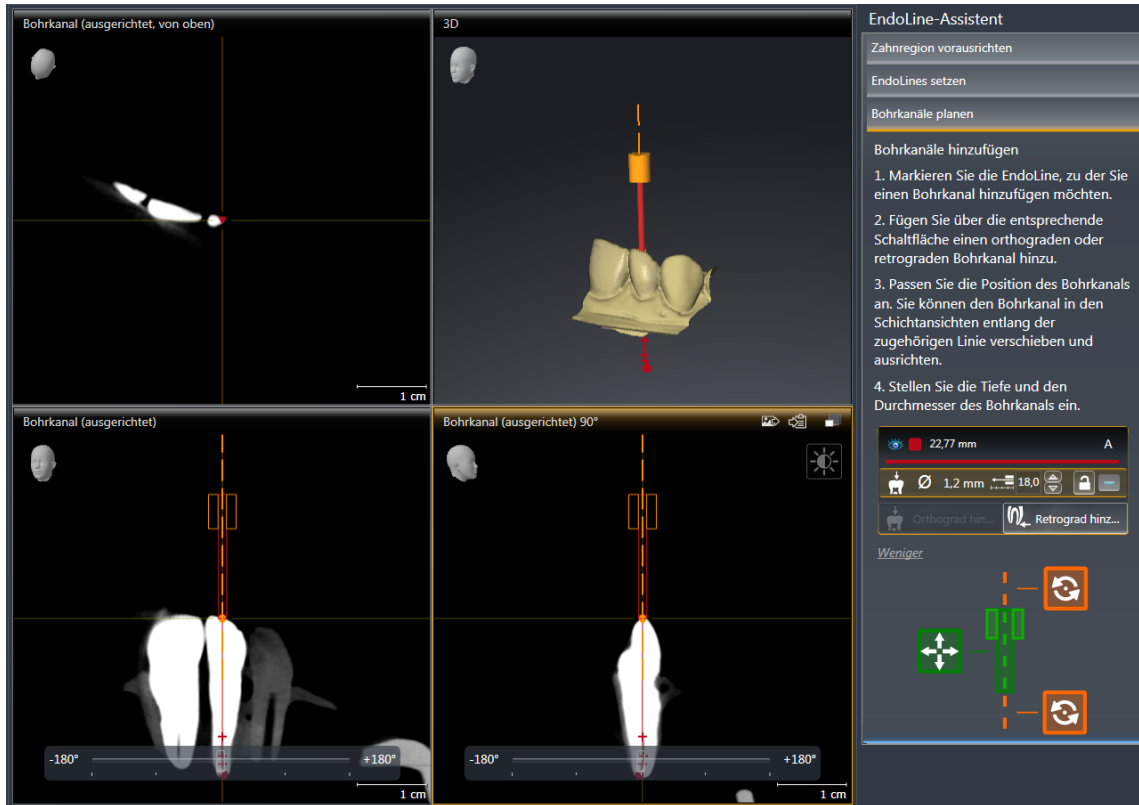 Bohrkanal (ausgerichtet, von oben)
1 cm
3D
Bohrkanal (ausgerichtet)
-180°
+180°
1 cm
Bohrkanal (ausgerichtet) 90°
-180°
+180°
1 cm
EndoLine-Assistent
Zahnregion vorausrichten
EndoLines setzen
Bohrkanäle planen
Bohrkanäle hinzufügen
1. Markieren Sie die EndoLine, zu der Sie
einen Bohrkanal hinzufügen möchten.
2. Fügen Sie über die entsprechende
Schaltfläche einen orthograden oder
retrograden Bohrkanal hinzu.
3. Passen Sie die Position des Bohrkanals
an. Sie können den Bohrkanal in den
Schichtansichten entlang der
zugehörigen Linie verschieben und
ausrichten.
4. Stellen Sie die Tiefe und den
Durchmesser des Bohrkanals ein.
22,77 mm A
Ø 1,2 mm 18,0
Orthograd hin... Retrograd hinz...
Weniger